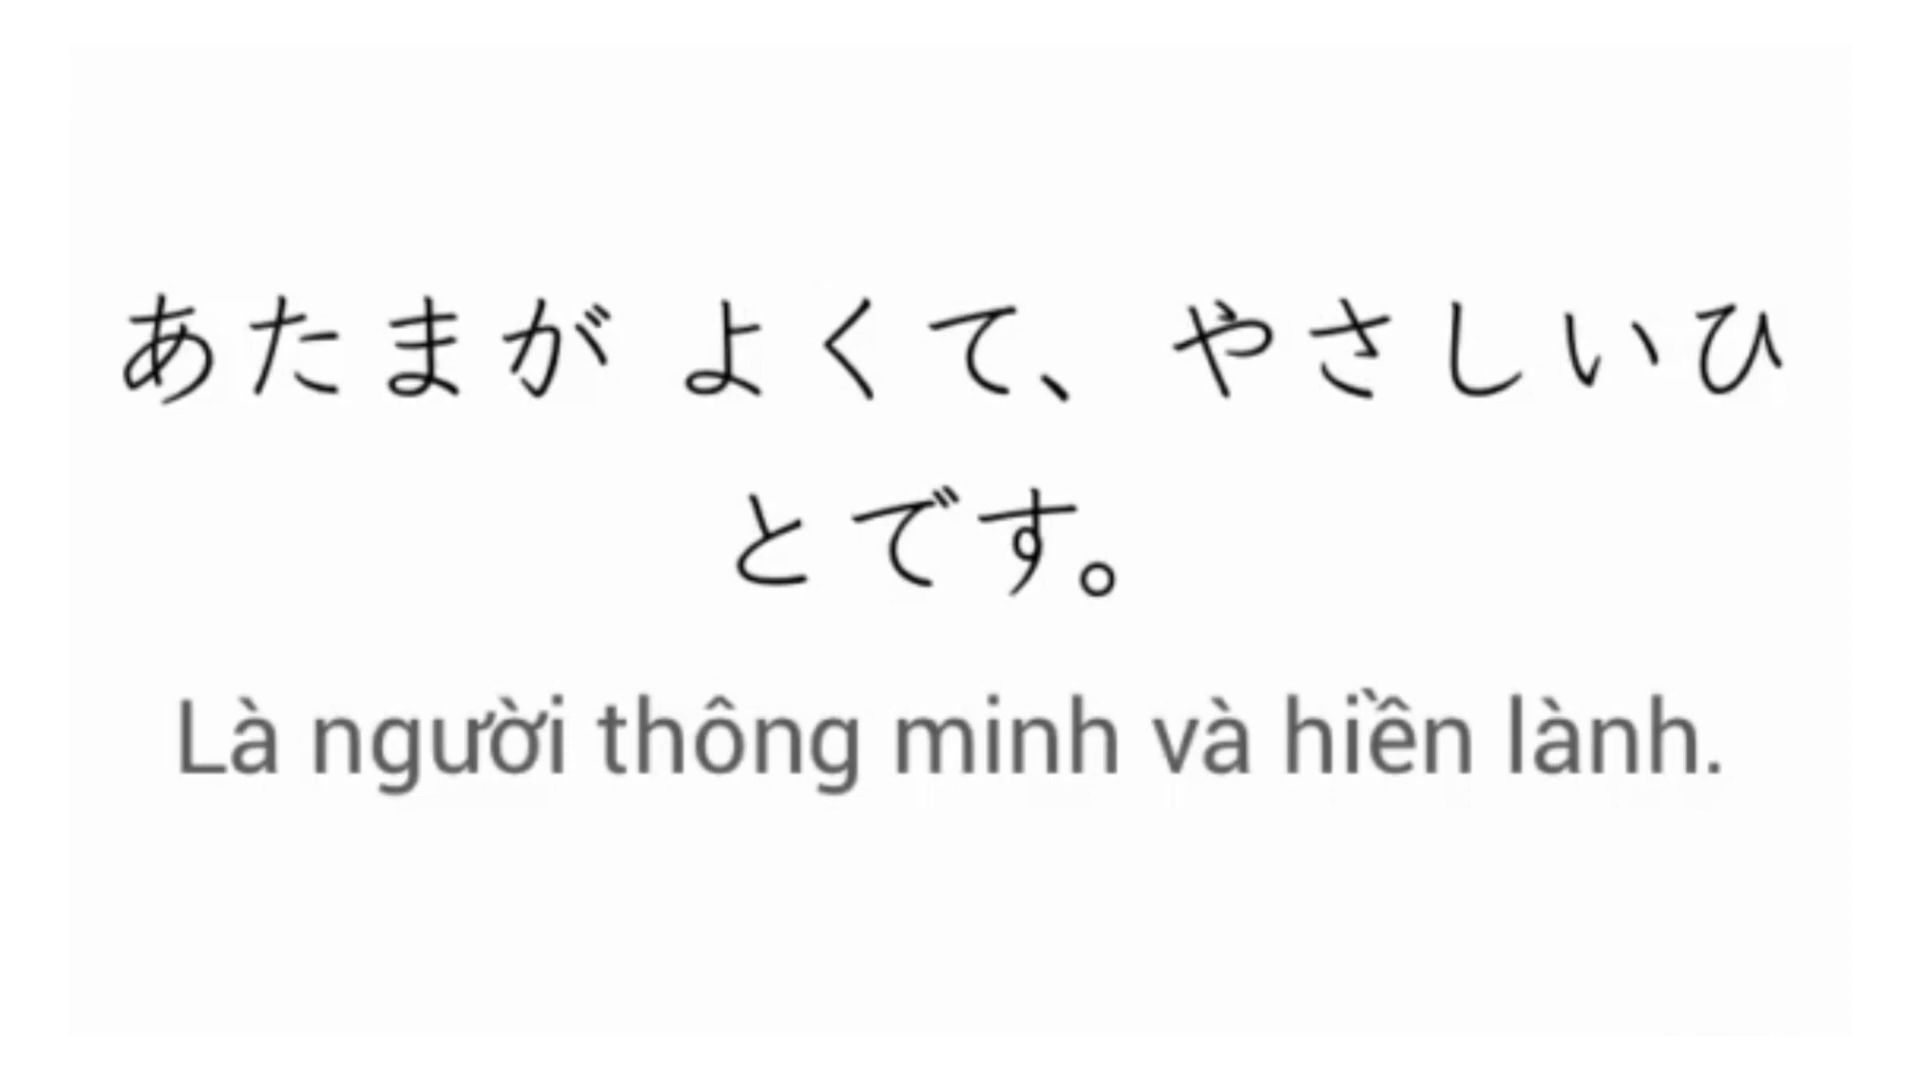 あたまが よくて、 やさしいひ
とです。
Là người thông minh và hiền lành.